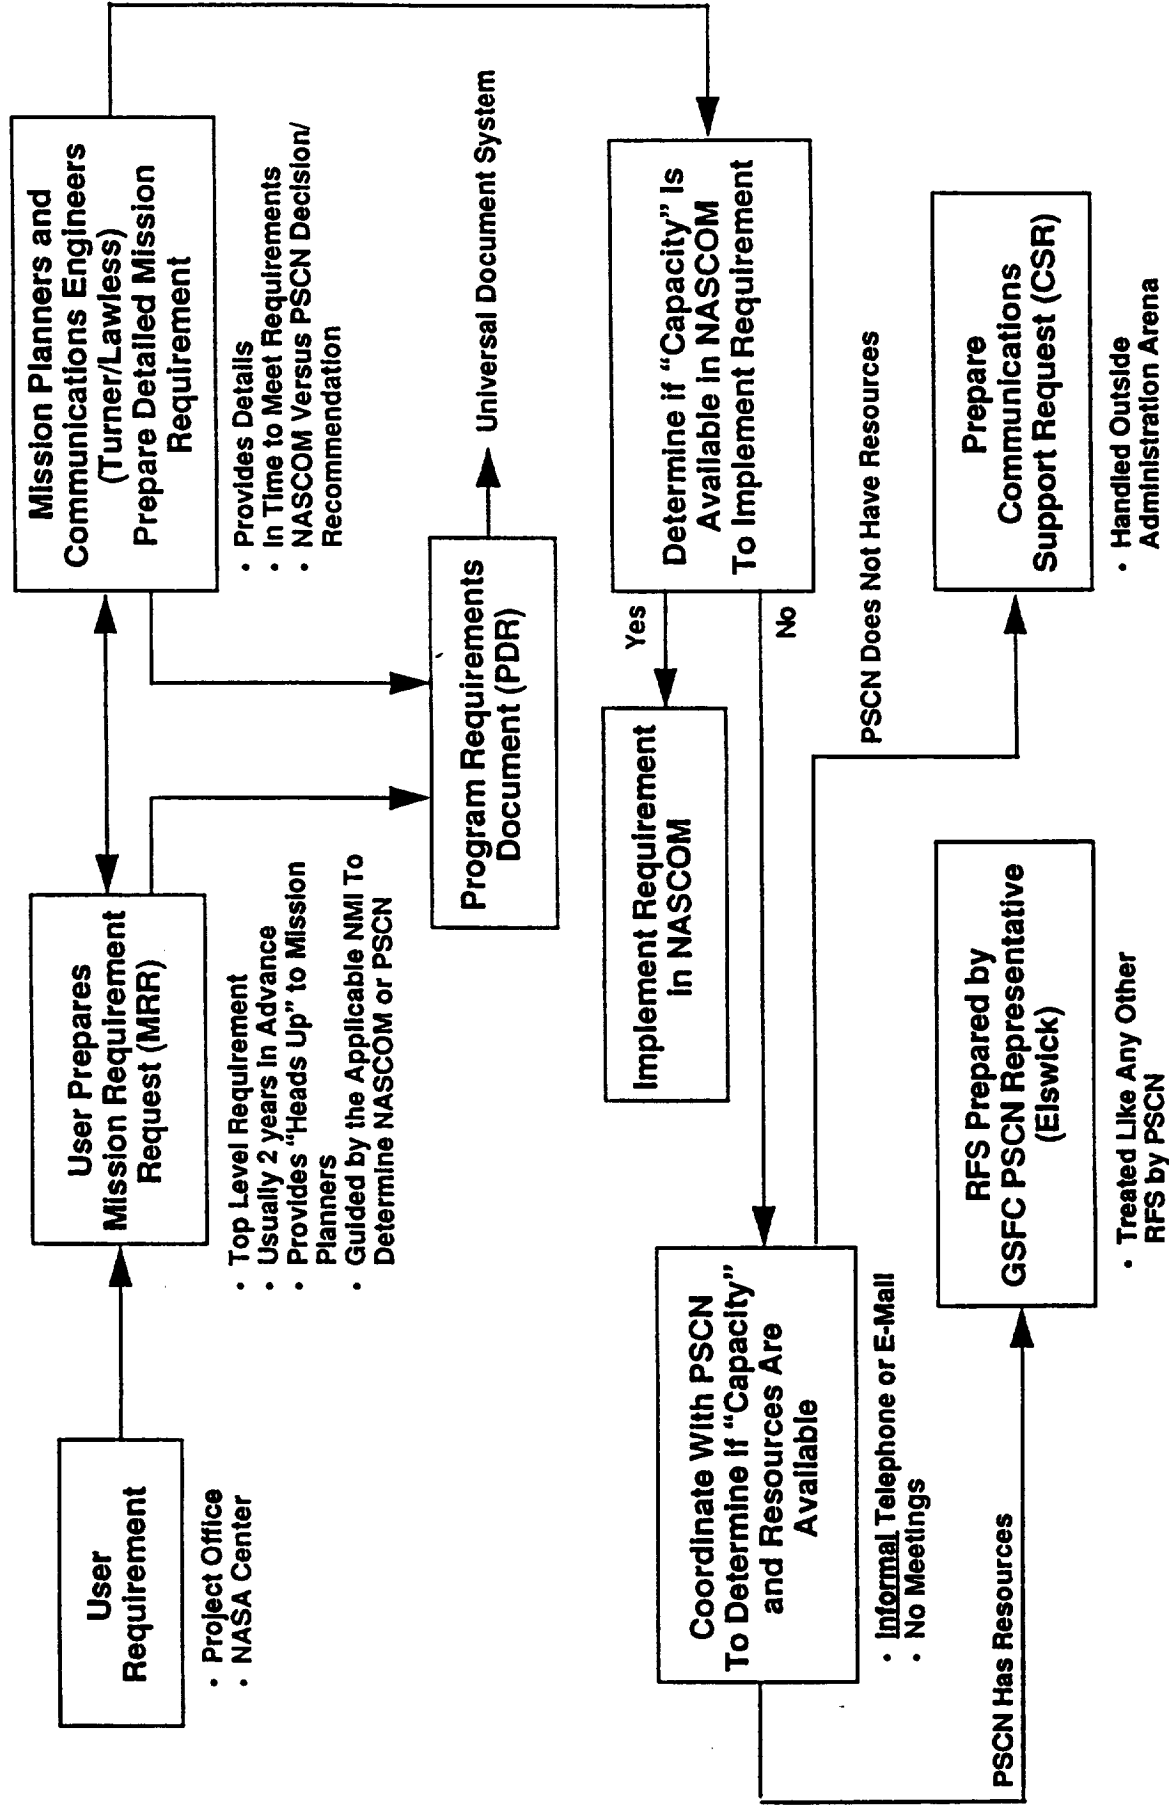 User
Requirement
• Project Office
• NASA Center
User Prepares
Mission Requirement
Request (MRR)
• Top Level Requirement
• Usually 2 years in Advance
• Provides “Heads Up” to Mission
Planners
• Guided by the Applicable NMI To
Determine NASCOM or PSCN
Mission Planners and
Communications Engineers
(Turner/Lawless)
Prepare Detailed Mission
Requirement
• Provides Details
• In Time to Meet Requirements
• NASCOM Versus PSCN Decision/
Recommendation
Program Requirements
Document (PDR)
Universal Document System
Determine if “Capacity” Is
Available in NASCOM
To Implement Requirement
Yes
No
Implement Requirement
in NASCOM
Coordinate With PSCN
To Determine if “Capacity”
and Resources Are
Available
• Informal Telephone or E-Mail
• No Meetings
PSCN Does Not Have Resources
PSCN Has Resources
RFS Prepared by
GSFC PSCN Representative
(Elswick)
• Treated Like Any Other
RFS by PSCN
Prepare
Communications
Support Request (CSR)
• Handled Outside
Administration Arena